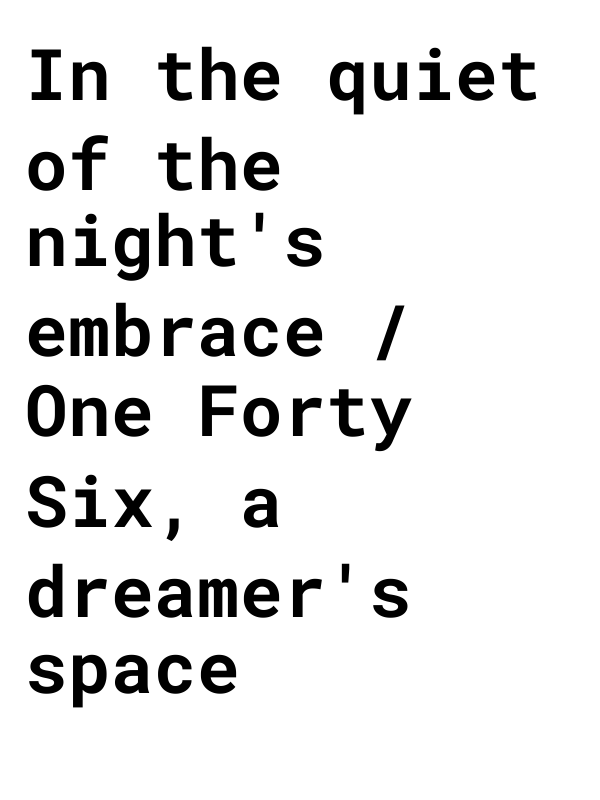 In the quiet
of the
night's
embrace /
One Forty
Six, a
dreamer's
space